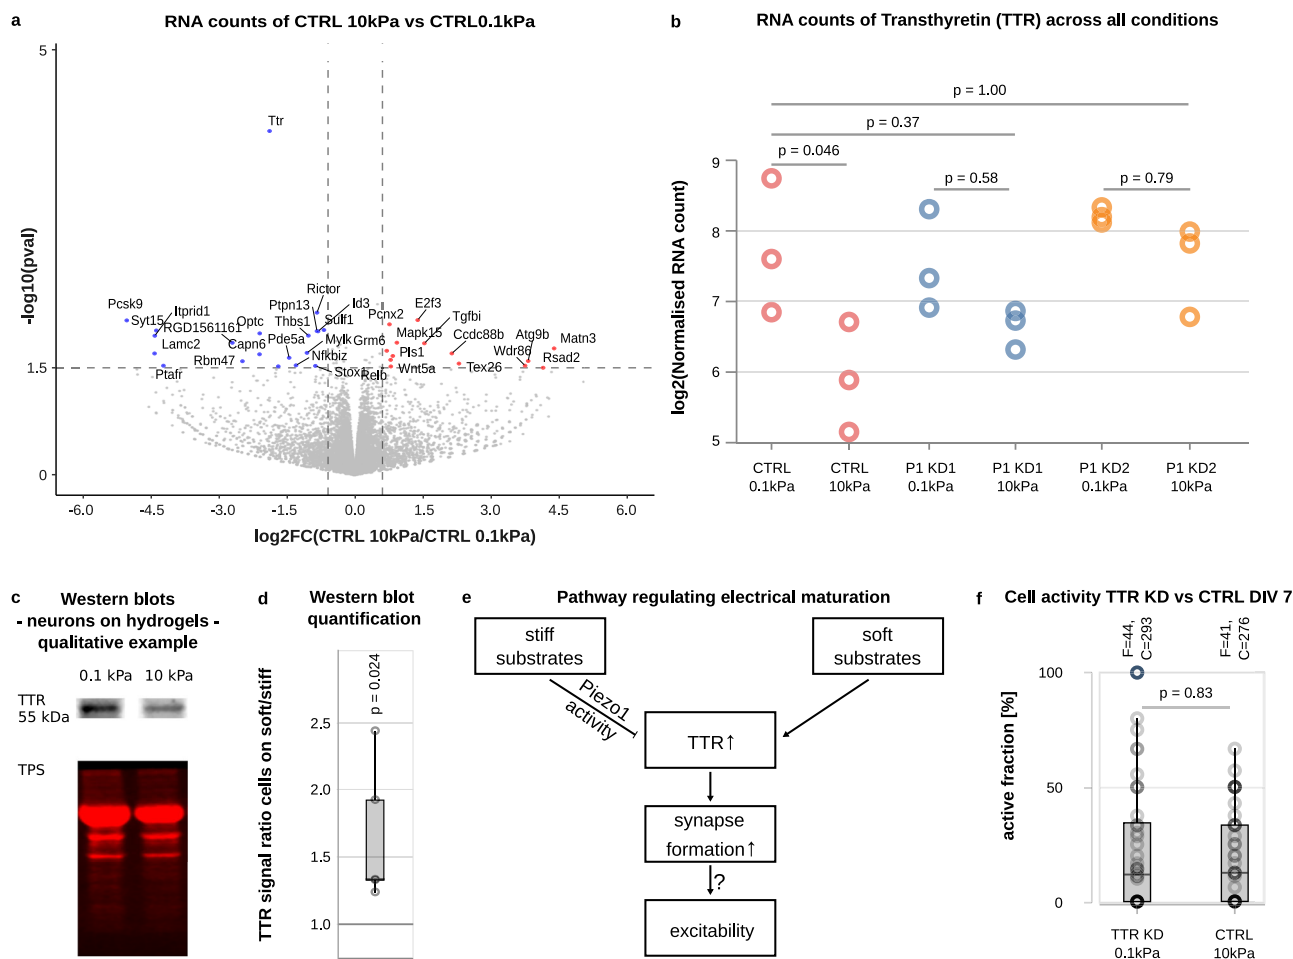 a
RNA counts of CTRL 10kPa vs CTRL0.1kPa
5
1.5
0
-log10(pval)
Ttr
Pcsk9
Syt15
Itprid1
RGD1561161
Lamc2
Ptafr
Rbm47
Capn6
Optc
Pde5a
Thbs1
Ptpn13
Rictor
Id3
Sulf1
Mylk
Nfkbiz
Stox1
Pcnx2
Grm6
Relb
E2f3
Mapk15
Pls1
Wnt5a
Tgfbi
Ccdc88b
Tex26
Atg9b
Wdr86
Matn3
Rsad2
-6.0 -4.5 -3.0 -1.5 0.0 1.5 3.0 4.5 6.0
log2FC(CTRL 10kPa/CTRL 0.1kPa)
b
RNA counts of Transthyretin (TTR) across all conditions
p = 1.00
p = 0.37
p = 0.046
p = 0.58
p = 0.79
9
8
7
6
5
log2(Normalised RNA count)
CTRL
0.1kPa
CTRL
10kPa
P1 KD1
0.1kPa
P1 KD1
10kPa
P1 KD2
0.1kPa
P1 KD2
10kPa
c
Western blots
- neurons on hydrogels -
qualitative example
0.1 kPa 10 kPa
TTR
55 kDa
TPS
d
Western blot
quantification
p = 0.024
2.5
2.0
1.5
1.0
TTR signal ratio cells on soft/stiff
e
Pathway regulating electrical maturation
stiff
substrates
soft
substrates
Piezo1
activity
TTR↑
synapse
formation↑
?
excitability
f
Cell activity TTR KD vs CTRL DIV 7
F=44,
C=293
F=41,
C=276
p = 0.83
100
50
0
active fraction [%]
TTR KD
0.1kPa
CTRL
10kPa